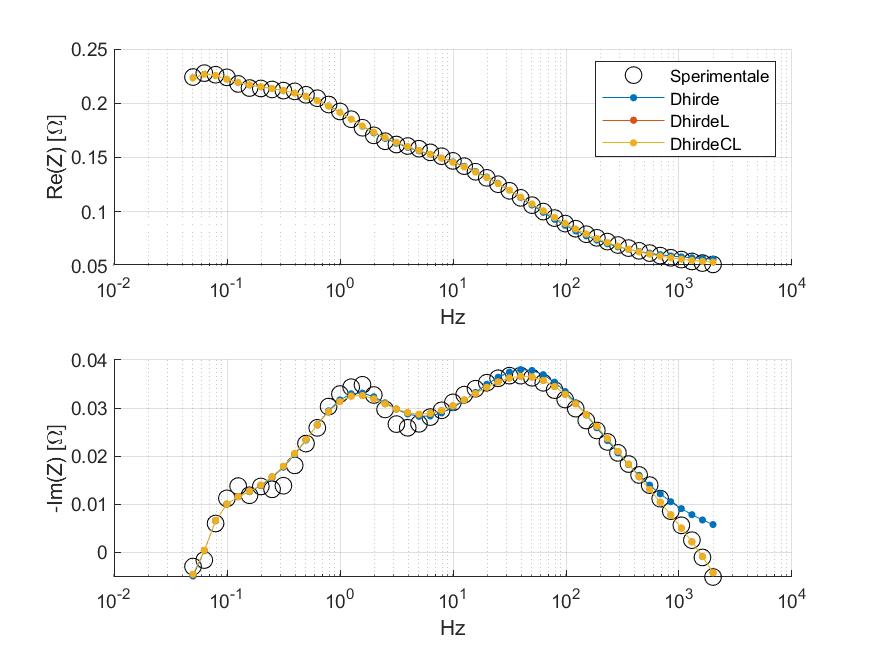 0.25
0.2
0.15
0.1
0.05
Re(Z) [Ω]
Sperimentale
Dhirde
DhirdeL
DhirdeCL
10^-2 10^-1 10^0 10^1 10^2 10^3 10^4
Hz
0.04
0.03
0.02
0.01
0
-Im(Z) [Ω]
10^-2 10^-1 10^0 10^1 10^2 10^3 10^4
Hz